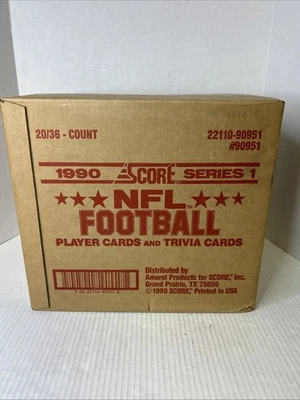 20/36 - COUNT 22110-90951
#90951
1990 SCORE SERIES 1
★★★ NFL ★★★
FOOTBALL
PLAYER CARDS AND TRIVIA CARDS
Distributed by
Amurol Products for SCORE, Inc.
Grand Prairie, TX 75050
©1990 SCORE, Printed in USA